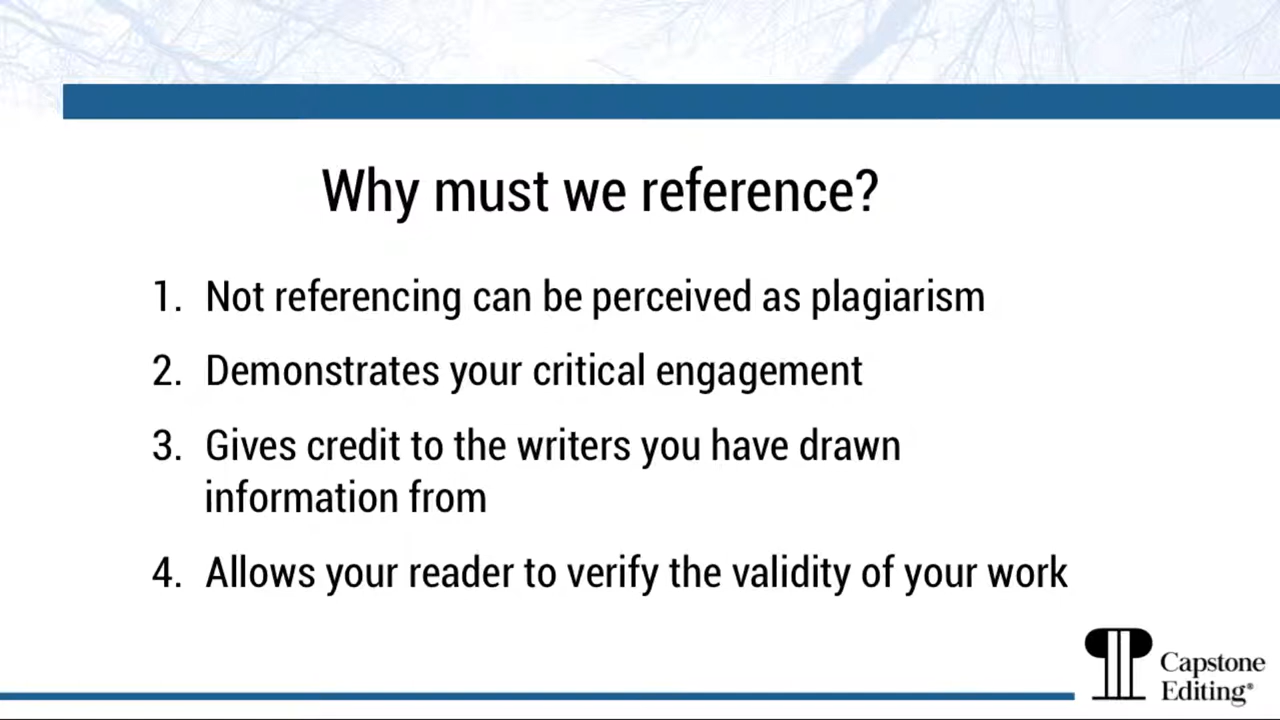 Why must we reference?
1. Not referencing can be perceived as plagiarism
2. Demonstrates your critical engagement
3. Gives credit to the writers you have drawn
information from
4. Allows your reader to verify the validity of your work
Capstone
Editing®